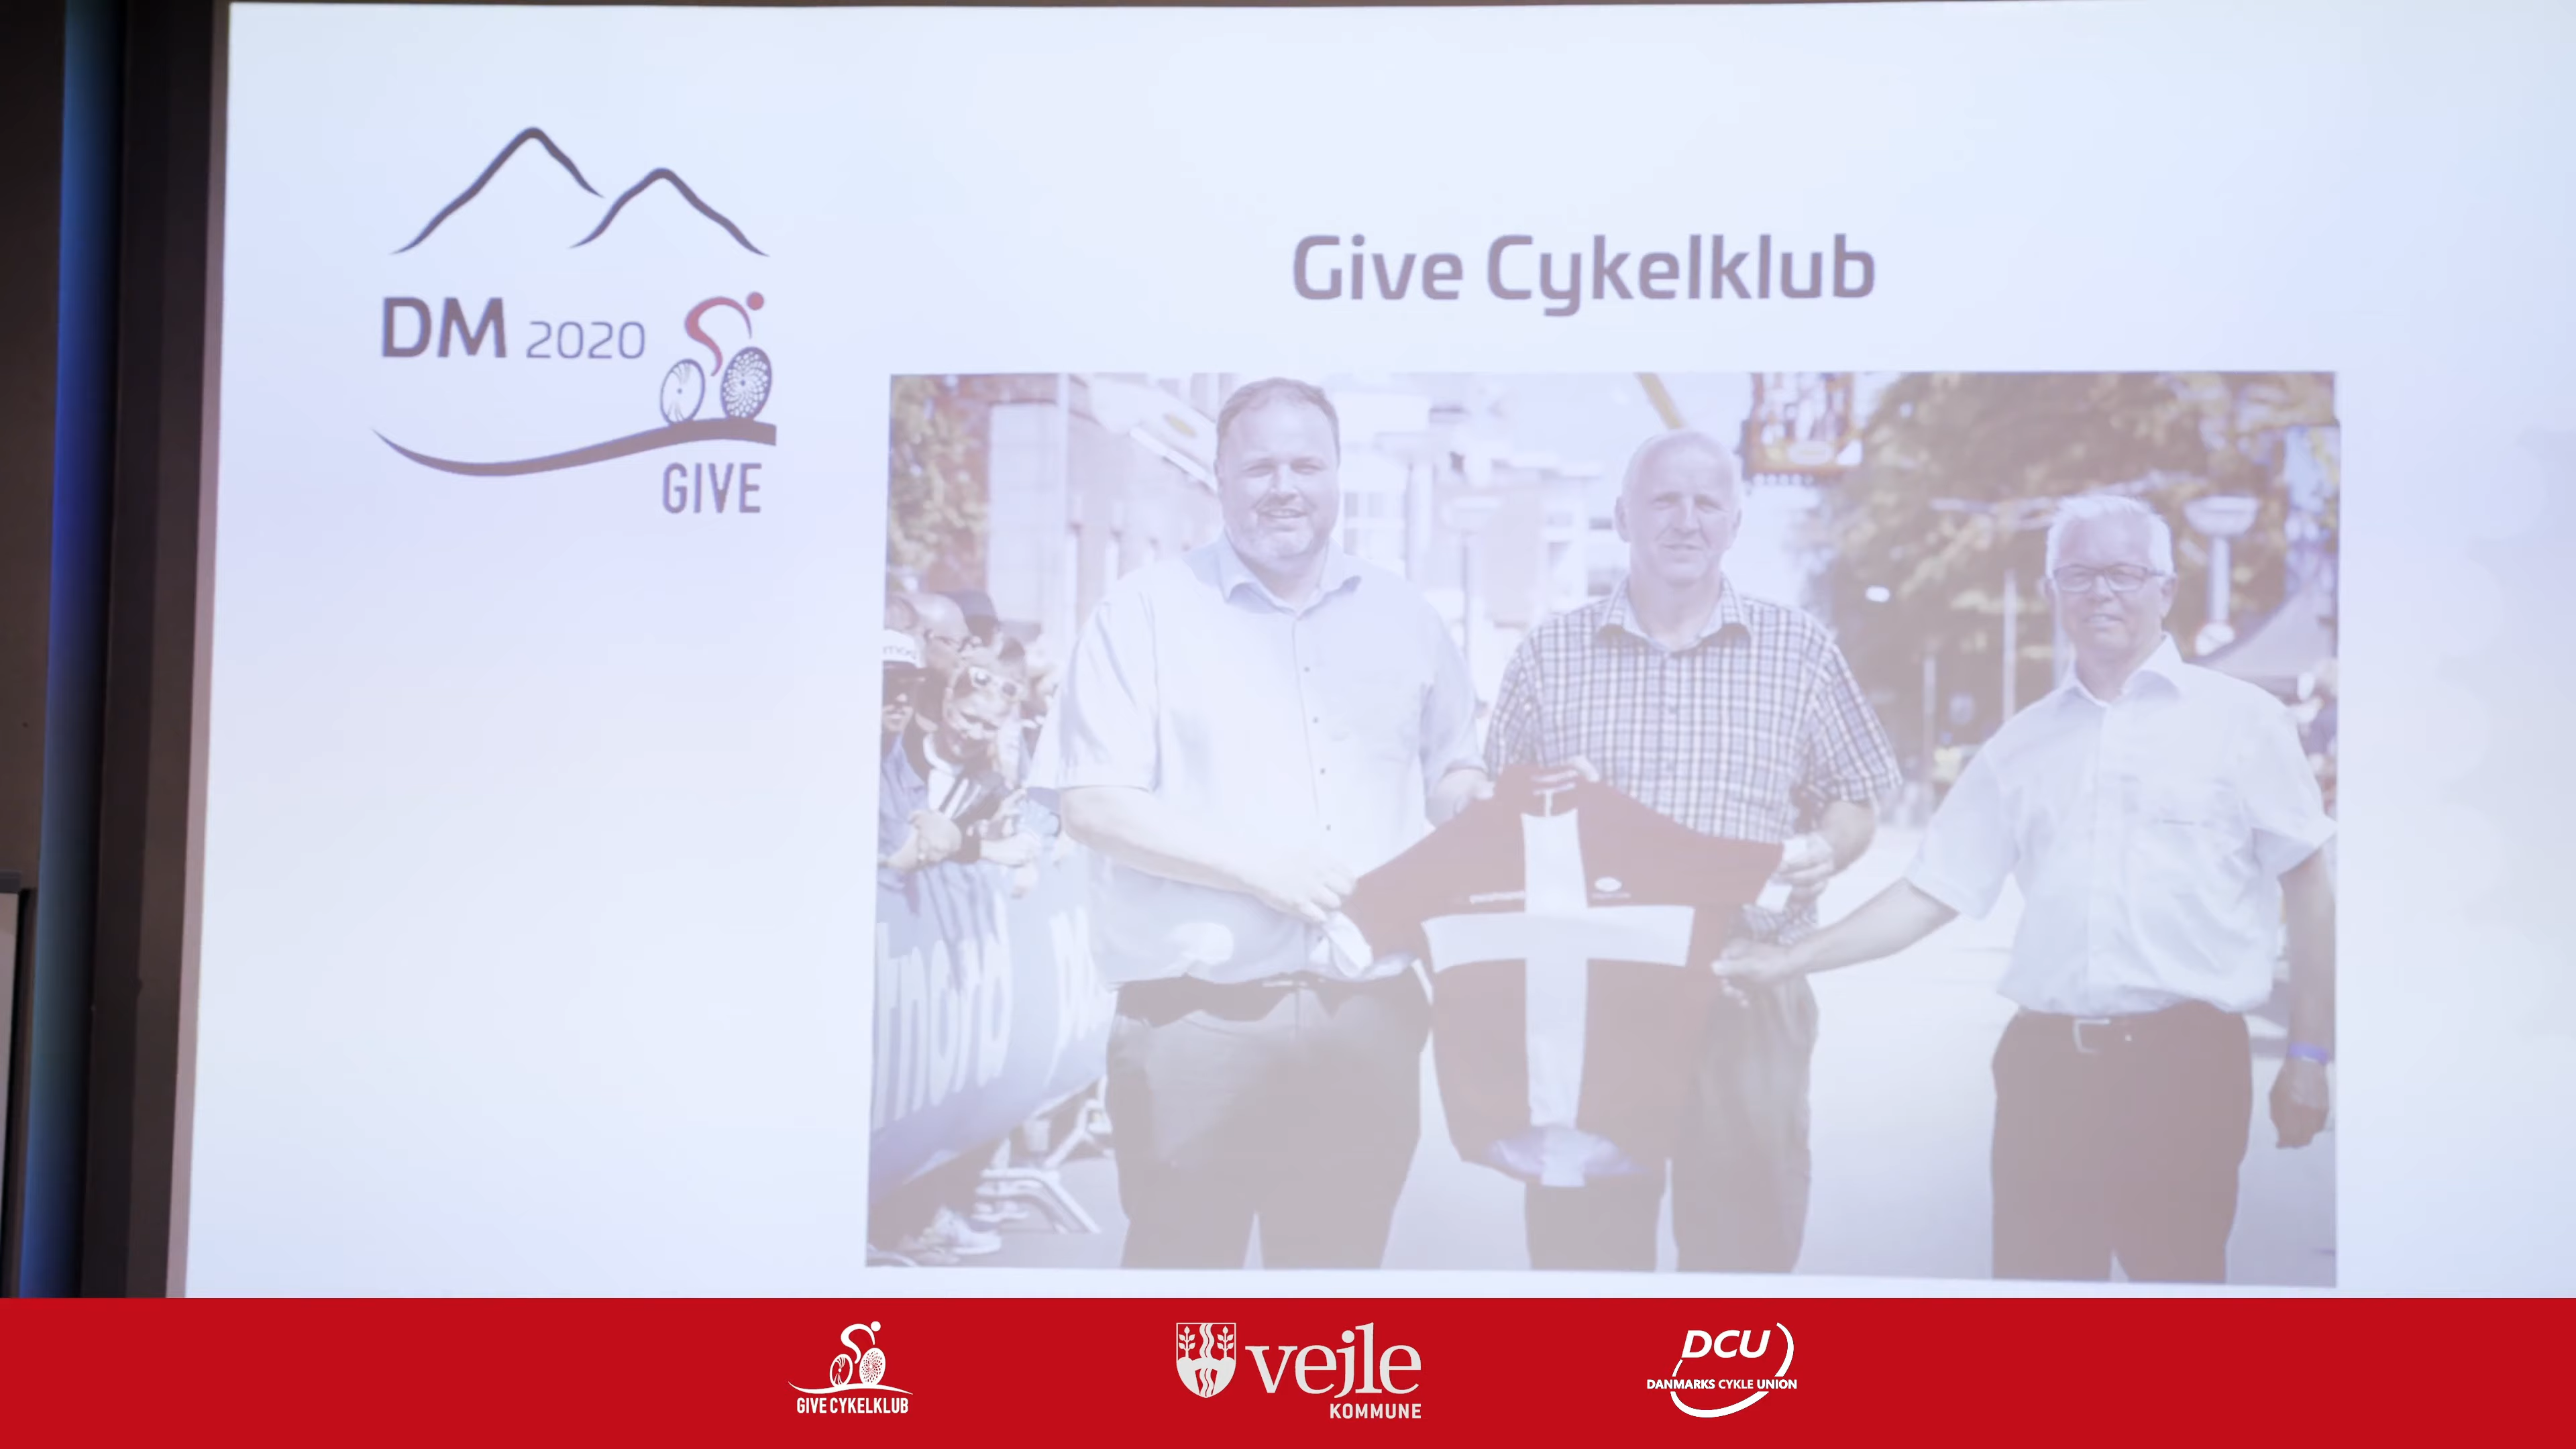 Give Cykelklub
DM 2020
GIVE
GIVE CYKELKLUB
vejle
KOMMUNE
DCU
DANMARKS CYKLE UNION